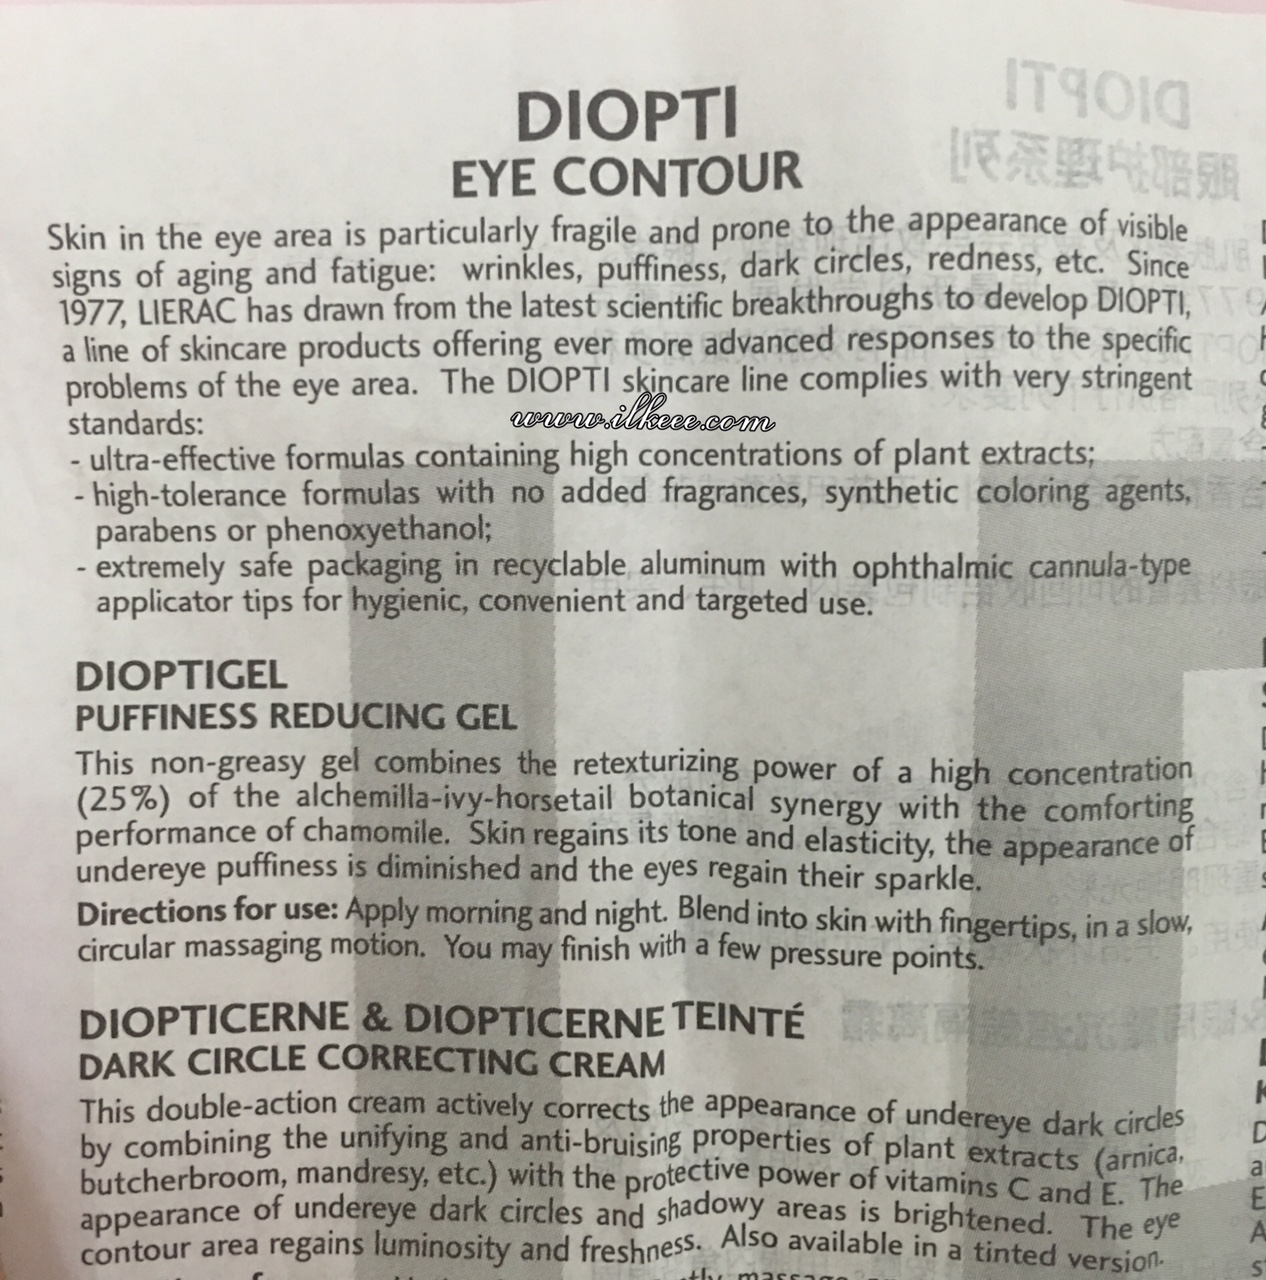 DIOPTI
EYE CONTOUR
Skin in the eye area is particularly fragile and prone to the appearance of visible
signs of aging and fatigue: wrinkles, puffiness, dark circles, redness, etc. Since
1977, LIERAC has drawn from the latest scientific breakthroughs to develop DIOPTI,
a line of skincare products offering ever more advanced responses to the specific
problems of the eye area. The DIOPTI skincare line complies with very stringent
standards:
www.ilkeee.com
- ultra-effective formulas containing high concentrations of plant extracts;
- high-tolerance formulas with no added fragrances, synthetic coloring agents,
parabens or phenoxyethanol;
- extremely safe packaging in recyclable aluminum with ophthalmic cannula-type
applicator tips for hygienic, convenient and targeted use.
DIOPTIGEL
PUFFINESS REDUCING GEL
This non-greasy gel combines the retexturizing power of a high concentration
(25%) of the alchemilla-ivy-horsetail botanical synergy with the comforting
performance of chamomile. Skin regains its tone and elasticity, the appearance of
undereye puffiness is diminished and the eyes regain their sparkle.
Directions for use: Apply morning and night. Blend into skin with fingertips, in a slow,
circular massaging motion. You may finish with a few pressure points.
DIOPTICERNE & DIOPTICERNE TEINTÉ
DARK CIRCLE CORRECTING CREAM
This double-action cream actively corrects the appearance of undereye dark circles
by combining the unifying and anti-bruising properties of plant extracts (arnica,
butcherbroom, mandresy, etc.) with the protective power of vitamins C and E. The
appearance of undereye dark circles and shadowy areas is brightened. The eye
contour area regains luminosity and freshness. Also available in a tinted version.